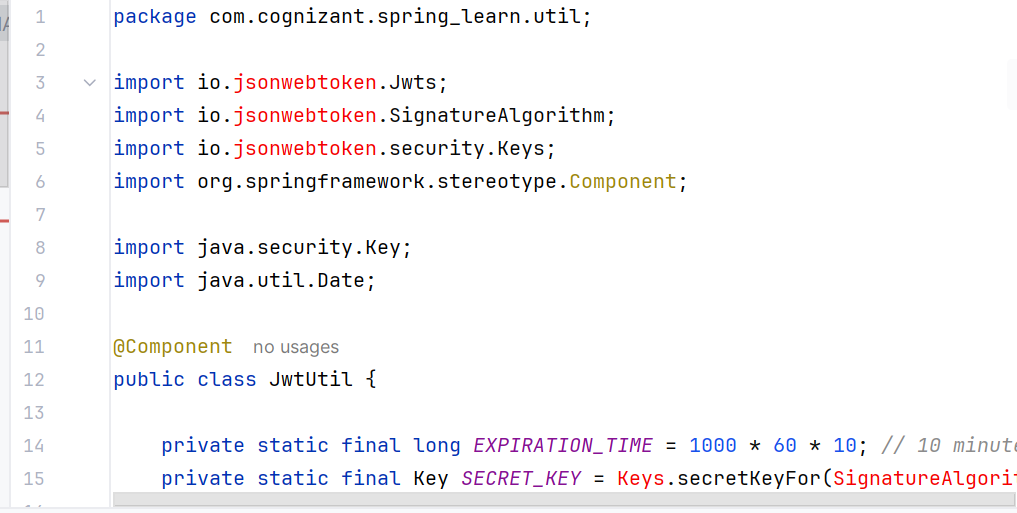 1 package com.cognizant.spring_learn.util;
2
3 import io.jsonwebtoken.Jwts;
4 import io.jsonwebtoken.SignatureAlgorithm;
5 import io.jsonwebtoken.security.Keys;
6 import org.springframework.stereotype.Component;
7
8 import java.security.Key;
9 import java.util.Date;
10
11 @Component no usages
12 public class JwtUtil {
13
14 private static final long EXPIRATION_TIME = 1000 * 60 * 10; // 10 minute
15 private static final Key SECRET_KEY = Keys.secretKeyFor(SignatureAlgorit